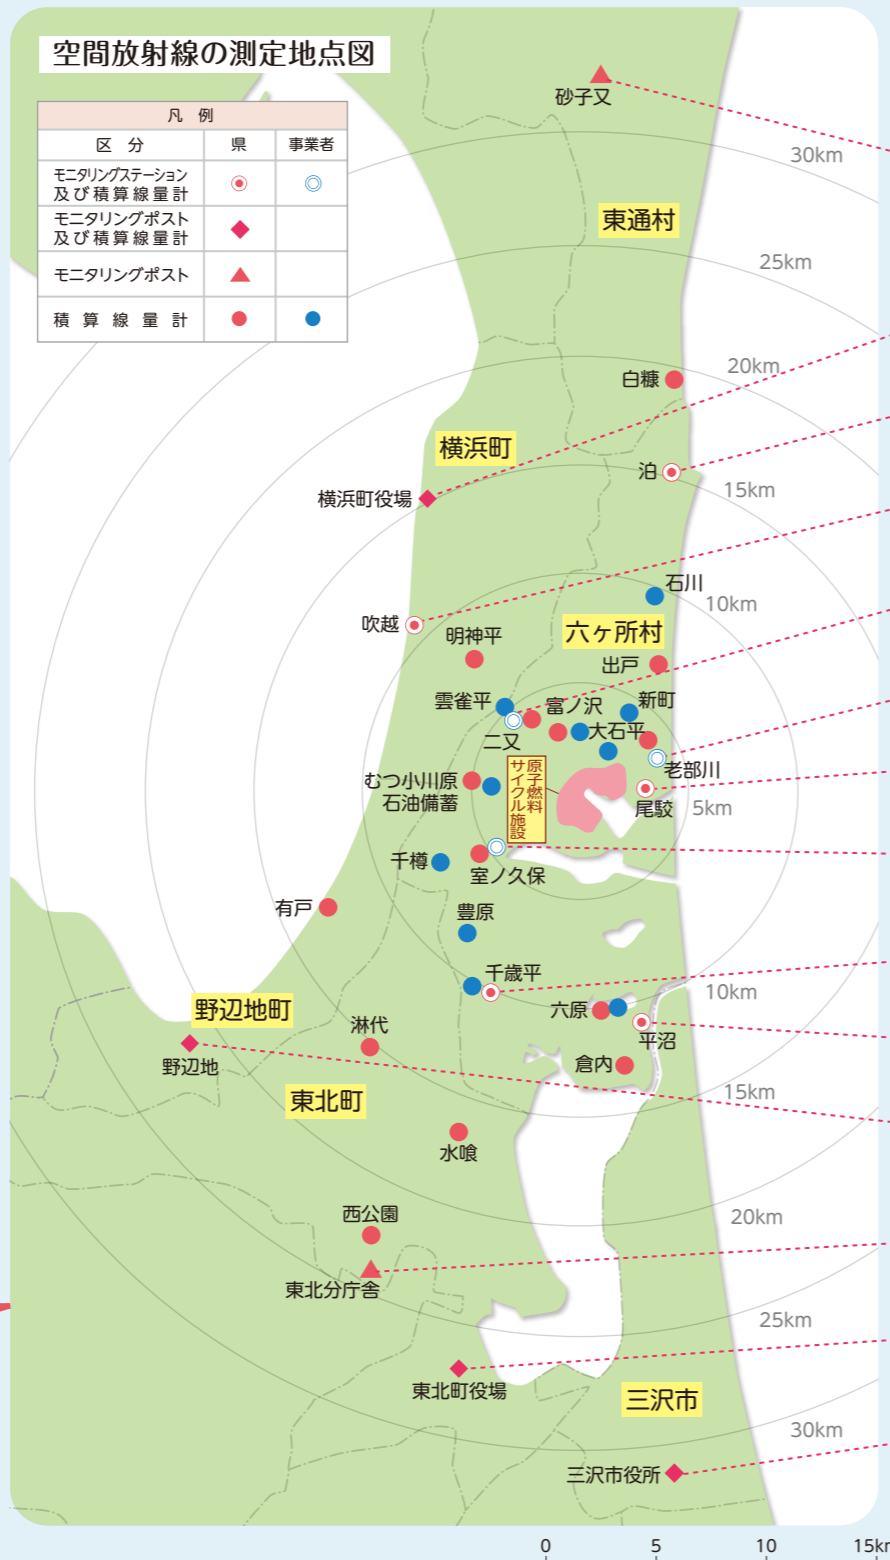 空間放射線の測定地点図
凡 例
区 分 県 事業者
モニタリングステーション
及び積算線量計
モニタリングポスト
及び積算線量計
モニタリングポスト
積算線量計
砂子又
30km
東通村
25km
20km
白糠
横浜町
泊
15km
横浜町役場
石川
10km
吹越
六ヶ所村
明神平
出戸
雲雀平
富ノ沢
新町
二又
大石平
老部川
むつ小川原
石油備蓄
原子燃料
サイクル施設
尾駮
5km
千樽
室ノ久保
有戸
豊原
千歳平
10km
野辺地町
六原
淋代
平沼
野辺地
倉内
15km
東北町
水喰
西公園
20km
東北分庁舎
25km
東北町役場
三沢市
30km
三沢市役所
0 5 10 15km